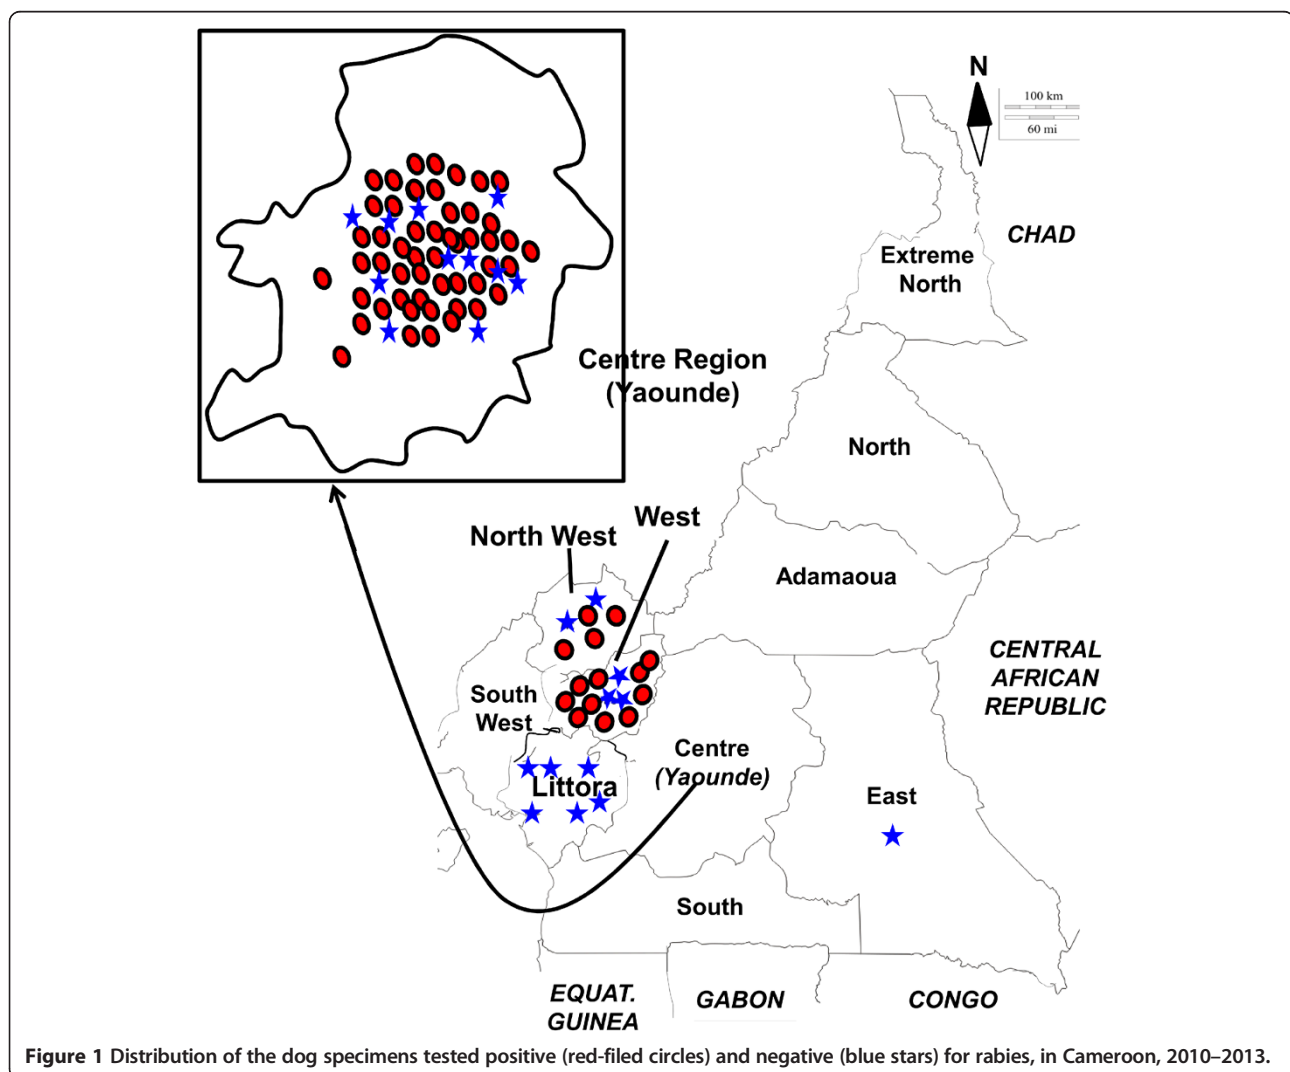 N
100 km
60 mi
CHAD
Extreme
North
Centre Region
(Yaounde)
North
West
North West
Adamaoua
CENTRAL
AFRICAN
REPUBLIC
South
West
Centre
(Yaounde)
Littora
East
South
EQUAT.
GUINEA
GABON
CONGO
Figure 1 Distribution of the dog specimens tested positive (red-filed circles) and negative (blue stars) for rabies, in Cameroon, 2010–2013.